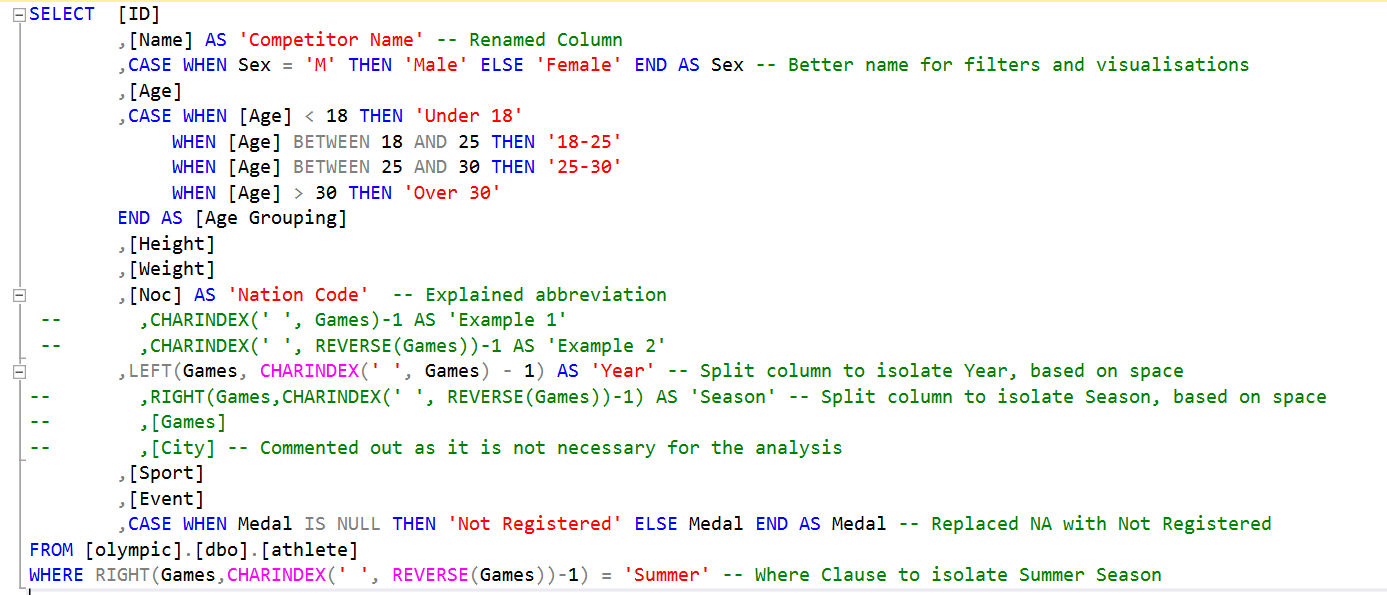 SELECT [ID]
,[Name] AS 'Competitor Name' -- Renamed Column
,CASE WHEN Sex = 'M' THEN 'Male' ELSE 'Female' END AS Sex -- Better name for filters and visualisations
,[Age]
,CASE WHEN [Age] < 18 THEN 'Under 18'
WHEN [Age] BETWEEN 18 AND 25 THEN '18-25'
WHEN [Age] BETWEEN 25 AND 30 THEN '25-30'
WHEN [Age] > 30 THEN 'Over 30'
END AS [Age Grouping]
,[Height]
,[Weight]
,[Noc] AS 'Nation Code' -- Explained abbreviation
-- ,CHARINDEX(' ', Games)-1 AS 'Example 1'
-- ,CHARINDEX(' ', REVERSE(Games))-1 AS 'Example 2'
,LEFT(Games, CHARINDEX(' ', Games) - 1) AS 'Year' -- Split column to isolate Year, based on space
-- ,RIGHT(Games,CHARINDEX(' ', REVERSE(Games))-1) AS 'Season' -- Split column to isolate Season, based on space
-- ,[Games]
-- ,[City] -- Commented out as it is not necessary for the analysis
,[Sport]
,[Event]
,CASE WHEN Medal IS NULL THEN 'Not Registered' ELSE Medal END AS Medal -- Replaced NA with Not Registered
FROM [olympic].[dbo].[athlete]
WHERE RIGHT(Games,CHARINDEX(' ', REVERSE(Games))-1) = 'Summer' -- Where Clause to isolate Summer Season